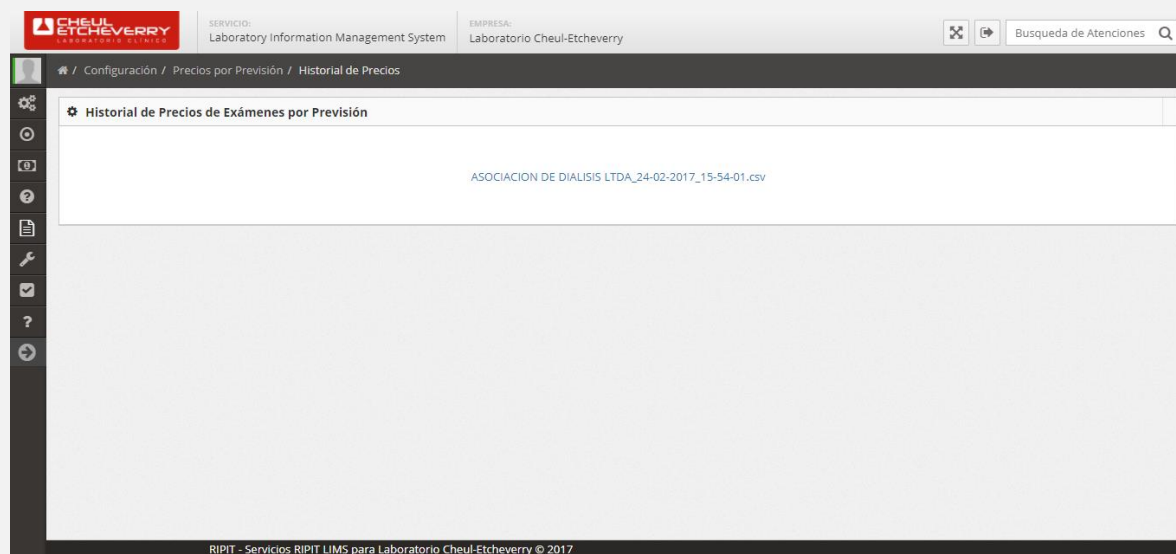 CHEUL
ETCHEVERRY
LABORATORIO CLINICO
SERVICIO:
Laboratory Information Management System
EMPRESA:
Laboratorio Cheul-Etcheverry
Busqueda de Atenciones
/ Configuración / Precios por Previsión / Historial de Precios
Historial de Precios de Exámenes por Previsión
ASOCIACION DE DIALISIS LTDA_24-02-2017_15-54-01.csv
RIPIT - Servicios RIPIT LIMS para Laboratorio Cheul-Etcheverry © 2017